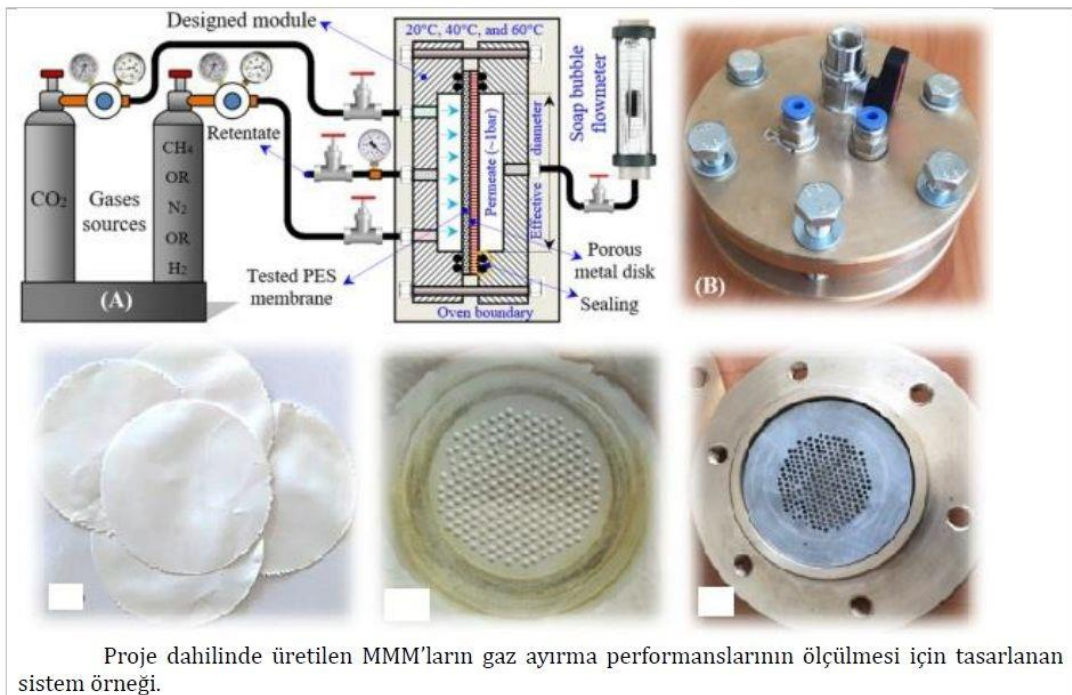 Designed module
20°C, 40°C, and 60°C
Retentate
CO2
Gases
sources
CH4
OR
N2
OR
H2
(A)
Permeate (~1bar)
Effective diameter
Soap bubble
flowmeter
Tested PES
membrane
Porous
metal disk
Sealing
Oven boundary
(B)
Proje dahilinde üretilen MMM'ların gaz ayırma performanslarının ölçülmesi için tasarlanan
sistem örneği.